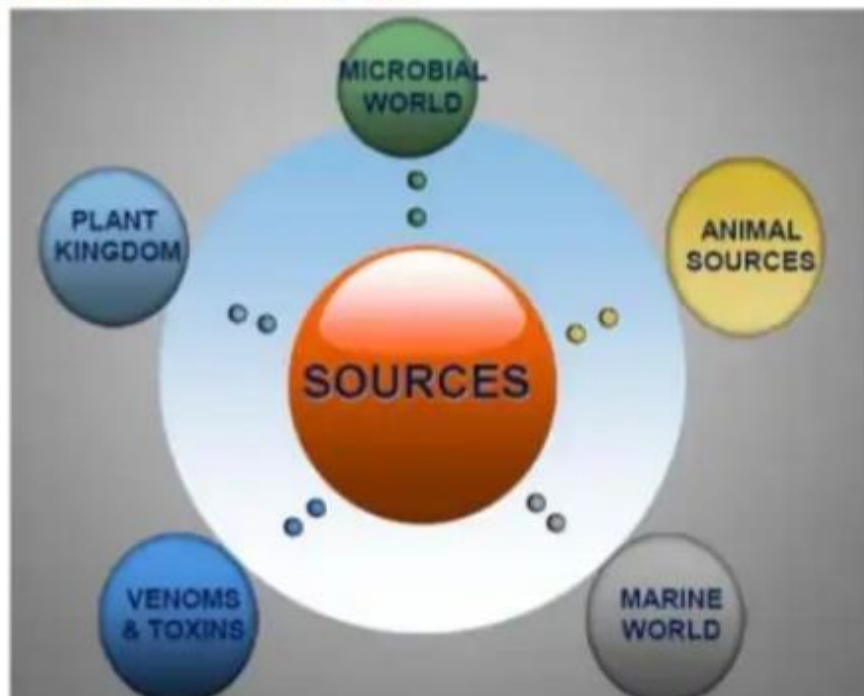 MICROBIAL
WORLD
PLANT
KINGDOM
ANIMAL
SOURCES
SOURCES
VENOMS
& TOXINS
MARINE
WORLD